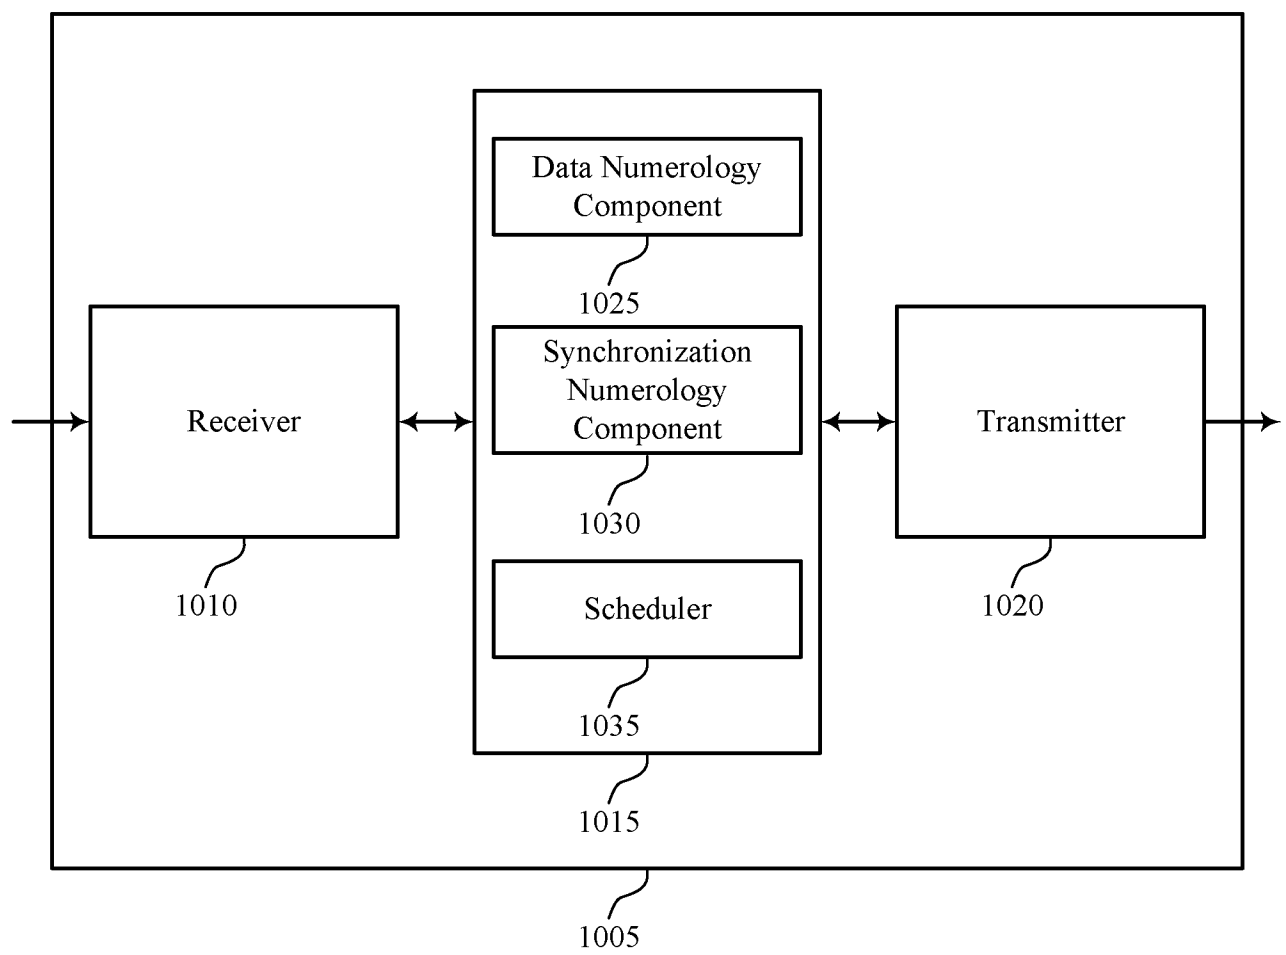 Data Numerology
Component
1025
Synchronization
Numerology
Component
1030
Receiver
1010
Transmitter
1020
Scheduler
1035
1015
1005